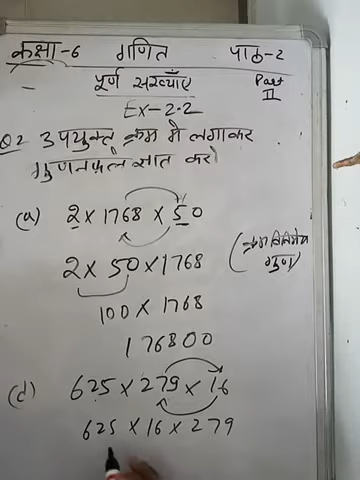 कक्षा-6 गणित पाठ-2
पूर्ण संख्याएँ Part II
Ex-2.2
Q2 उपयुक्त क्रम मे लगाकर
गुणनफल ज्ञात करो
(a) 2 × 1768 × 50
2 × 50 × 1768 (क्रम विनिमेय गुण)
100 × 1768
176800
(d) 625 × 279 × 16
625 × 16 × 279